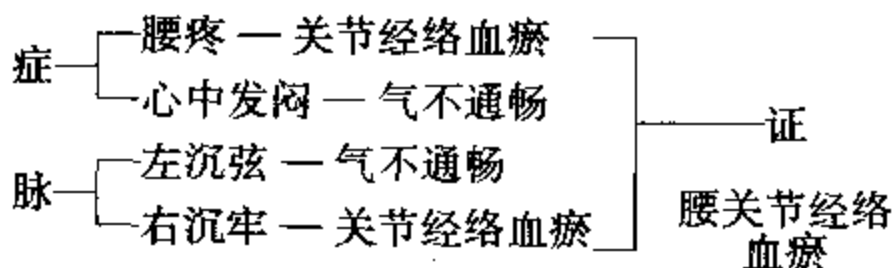 症
腰疼 — 关节经络血瘀
心中发闷 — 气不通畅
脉
左沉弦 — 气不通畅
右沉牢 — 关节经络血瘀
证
腰关节经络
血瘀